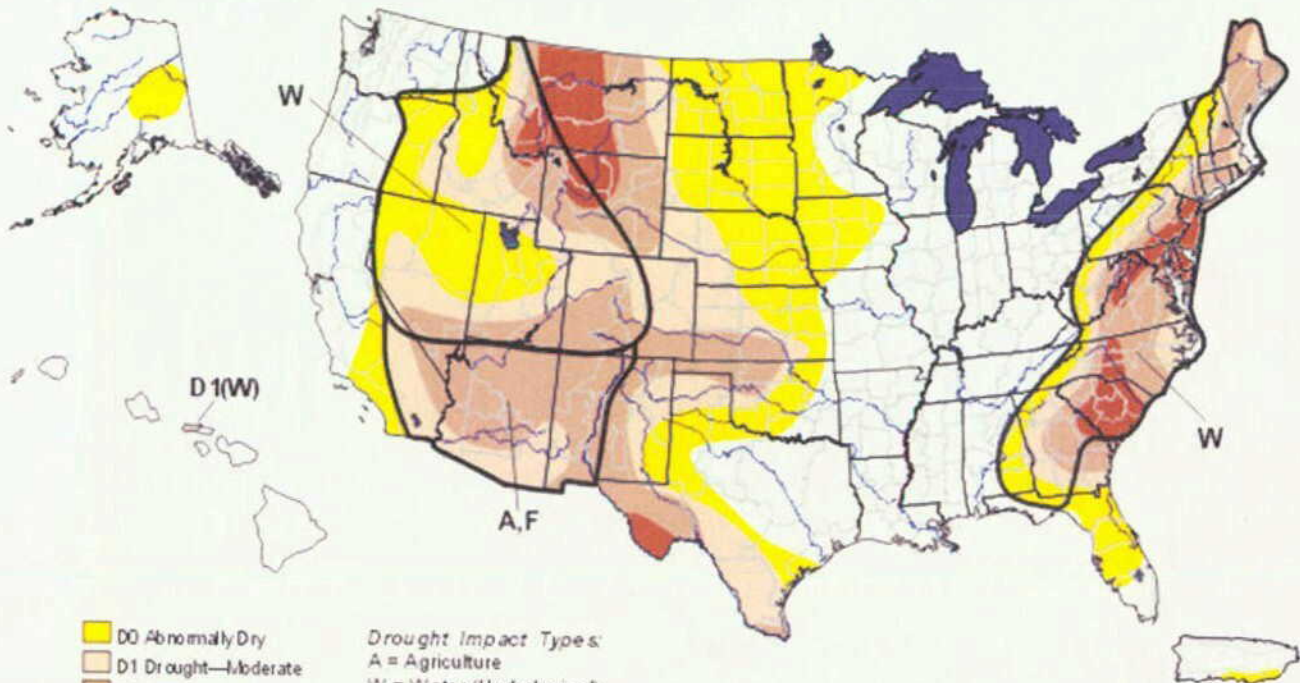 W
D1(W)
A,F
W
D0 Abnormally Dry
D1 Drought—Moderate
Drought Impact Types:
A = Agriculture